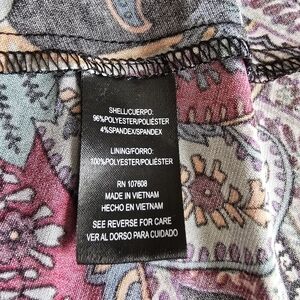 SHELL/CUERPO:
96%POLYESTER/POLIÉSTER
4%SPANDEX/SPANDEX
LINING/FORRO:
100%POLYESTER/POLIÉSTER
RN 107608
MADE IN VIETNAM
HECHO EN VIETNAM
SEE REVERSE FOR CARE
VER AL DORSO PARA CUIDADO